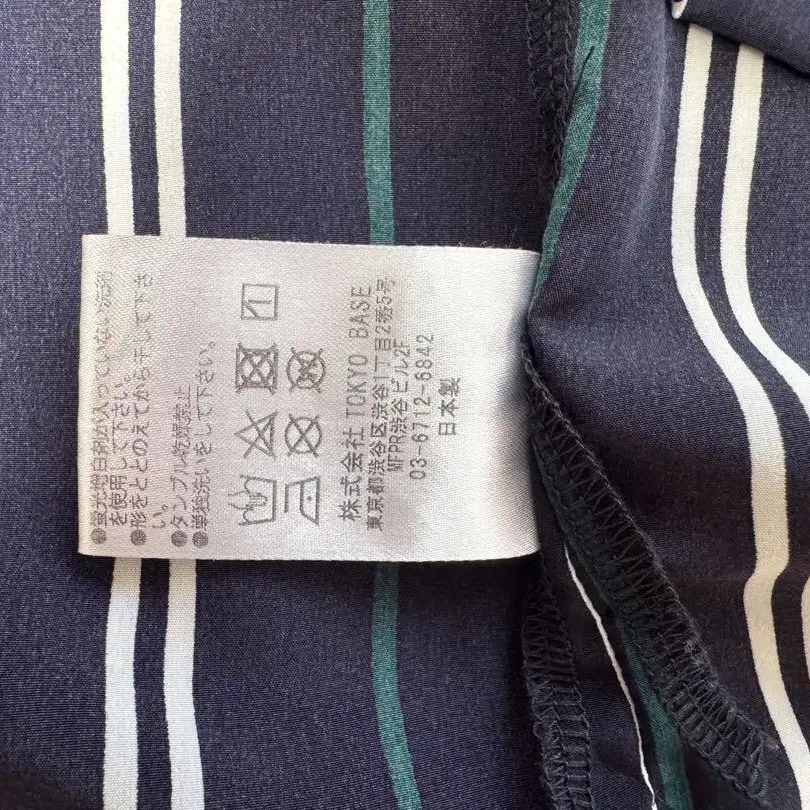 ●蛍光増白剤が入っていない洗剤
を使用して下さい。
●形をととのえてから干して下さ
い。
●タンブル乾燥禁止
●単独洗いをして下さい。
株式会社 TOKYO BASE
東京都渋谷区渋谷1丁目2番5号
MFPR渋谷ビル2F
03-6712-6842
日本製